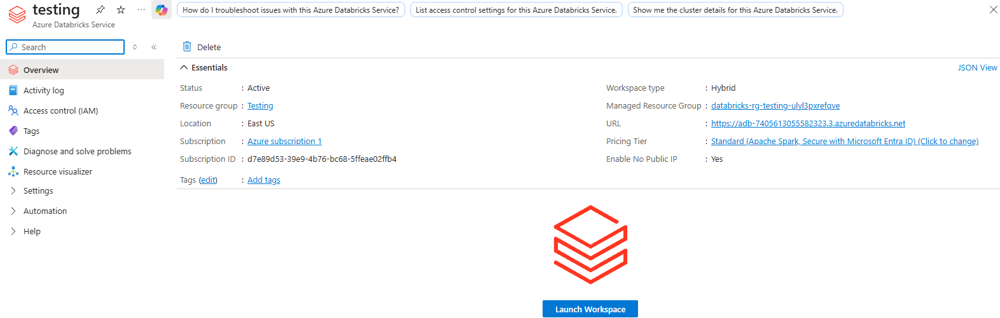 testing
Azure Databricks Service
How do I troubleshoot issues with this Azure Databricks Service?
List access control settings for this Azure Databricks Service.
Show me the cluster details for this Azure Databricks Service.
Search
Overview
Activity log
Access control (IAM)
Tags
Diagnose and solve problems
Resource visualizer
Settings
Automation
Help
Delete
Essentials
JSON View
Status : Active
Resource group : Testing
Location : East US
Subscription : Azure subscription 1
Subscription ID : d7e89d53-39e9-4b76-bc68-5ffeae02ffb4
Tags (edit) : Add tags
Workspace type : Hybrid
Managed Resource Group : databricks-rg-testing-ulyl3pxrefqve
URL : https://adb-7405613055582323.3.azuredatabricks.net
Pricing Tier : Standard (Apache Spark, Secure with Microsoft Entra ID) (Click to change)
Enable No Public IP : Yes
Launch Workspace